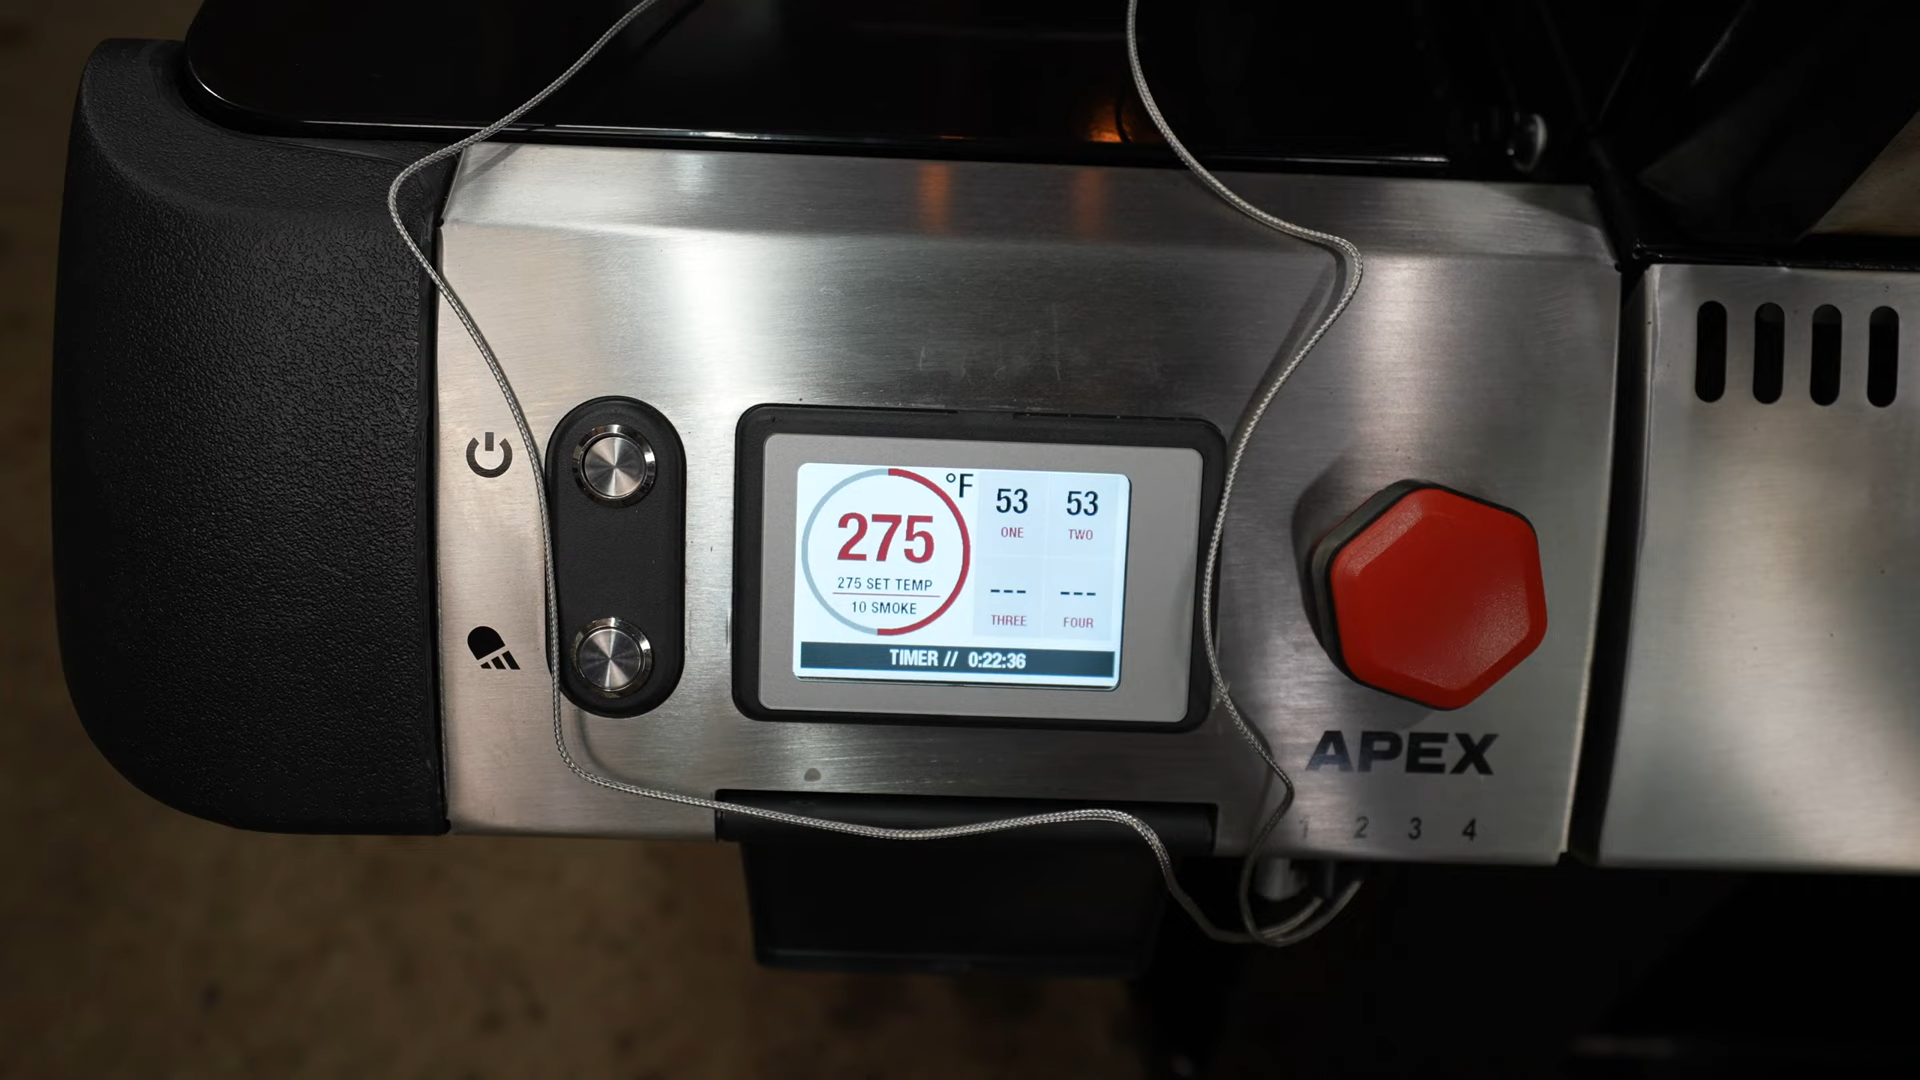 °F
275
275 SET TEMP
10 SMOKE
53 53
ONE TWO
--- ---
THREE FOUR
TIMER // 0:22:36
APEX
1 2 3 4